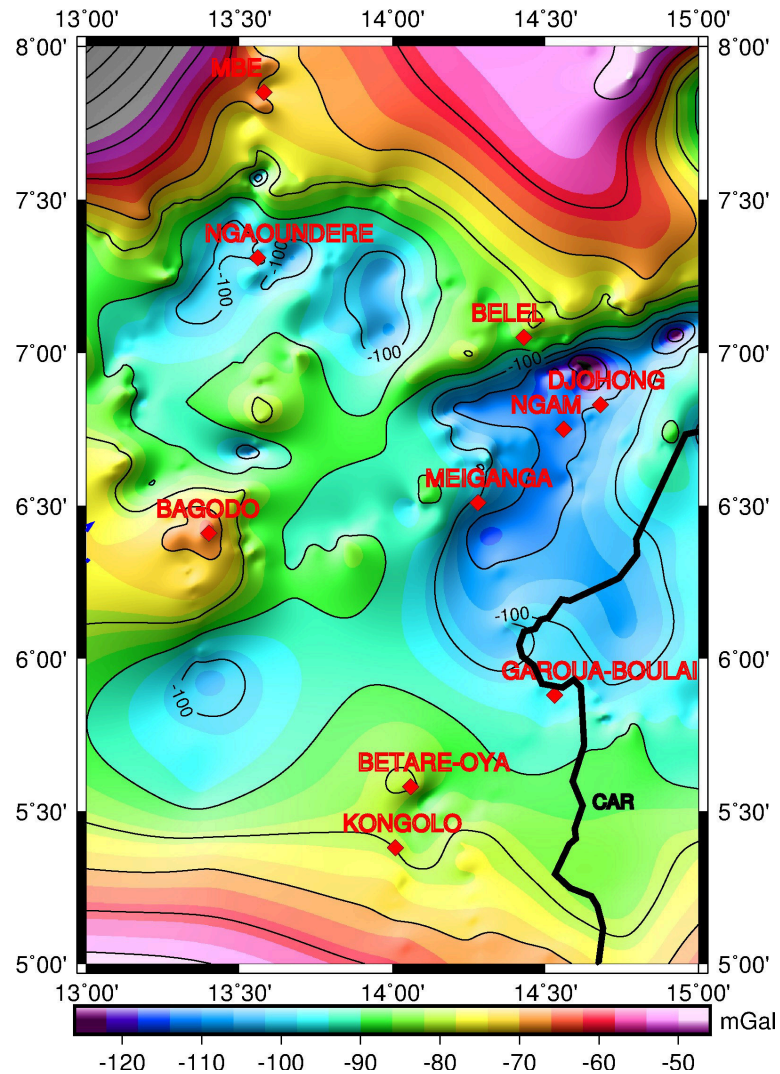 13°00' 13°30' 14°00' 14°30' 15°00'
8°00' 8°00'
MBE
7°30' 7°30'
NGAOUNDERE
-100
-100
BELEL
7°00' 7°00'
-100
-100
DJOHONG
NGAM
MEIGANGA
6°30' 6°30'
BAGODO
-100
6°00' 6°00'
GAROUA-BOULAI
-100
BETARE-OYA
CAR
5°30' 5°30'
KONGOLO
5°00' 5°00'
13°00' 13°30' 14°00' 14°30' 15°00'
mGal
-120 -110 -100 -90 -80 -70 -60 -50